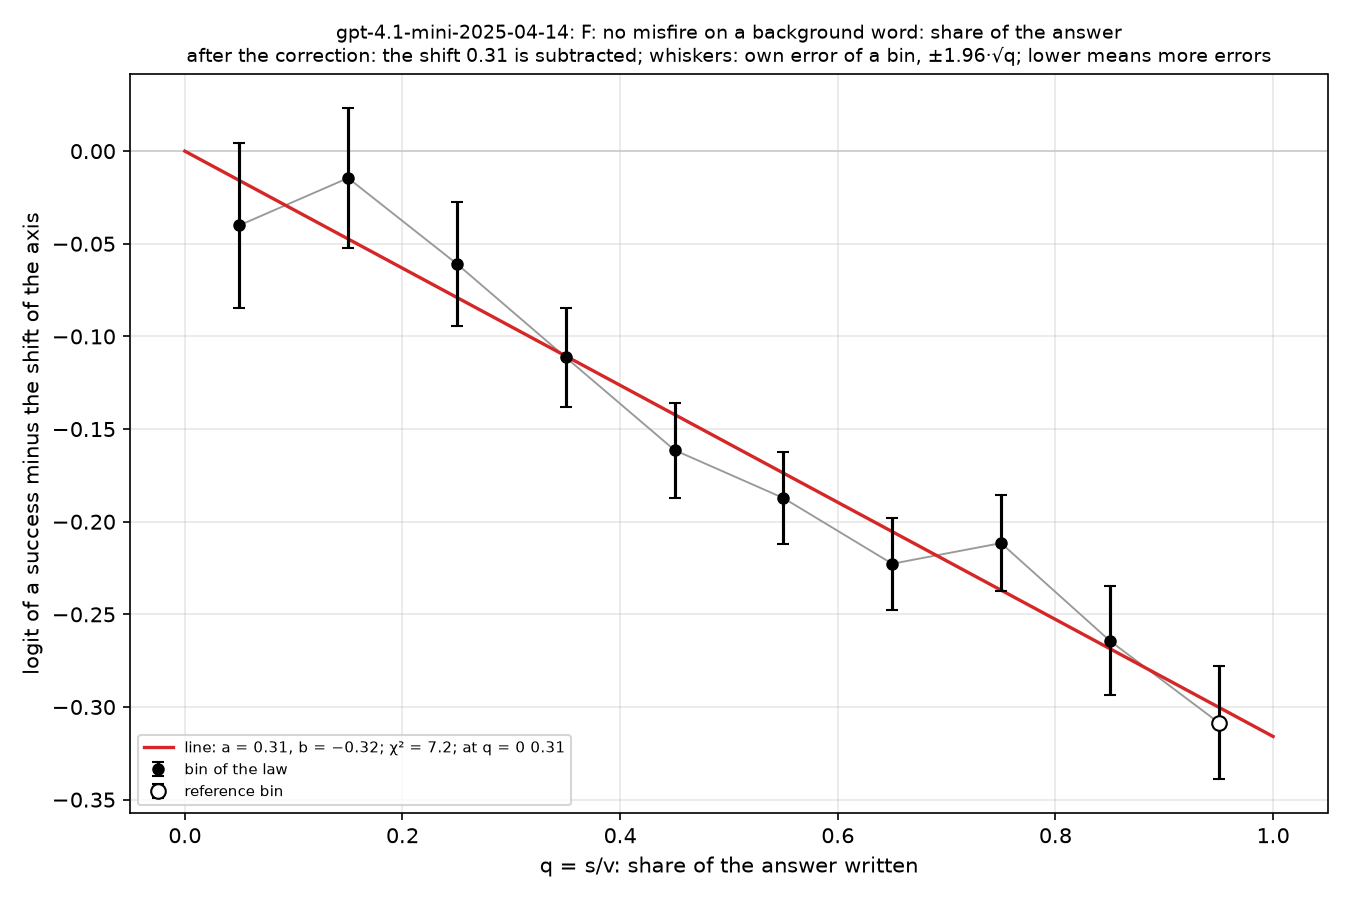 gpt-4.1-mini-2025-04-14: F: no misfire on a background word: share of the answer
after the correction: the shift 0.31 is subtracted; whiskers: own error of a bin, ±1.96·√q; lower means more errors
logit of a success minus the shift of the axis
0.00
−0.05
−0.10
−0.15
−0.20
−0.25
−0.30
−0.35
line: a = 0.31, b = −0.32; χ² = 7.2; at q = 0 0.31
bin of the law
reference bin
0.0 0.2 0.4 0.6 0.8 1.0
q = s/v: share of the answer written